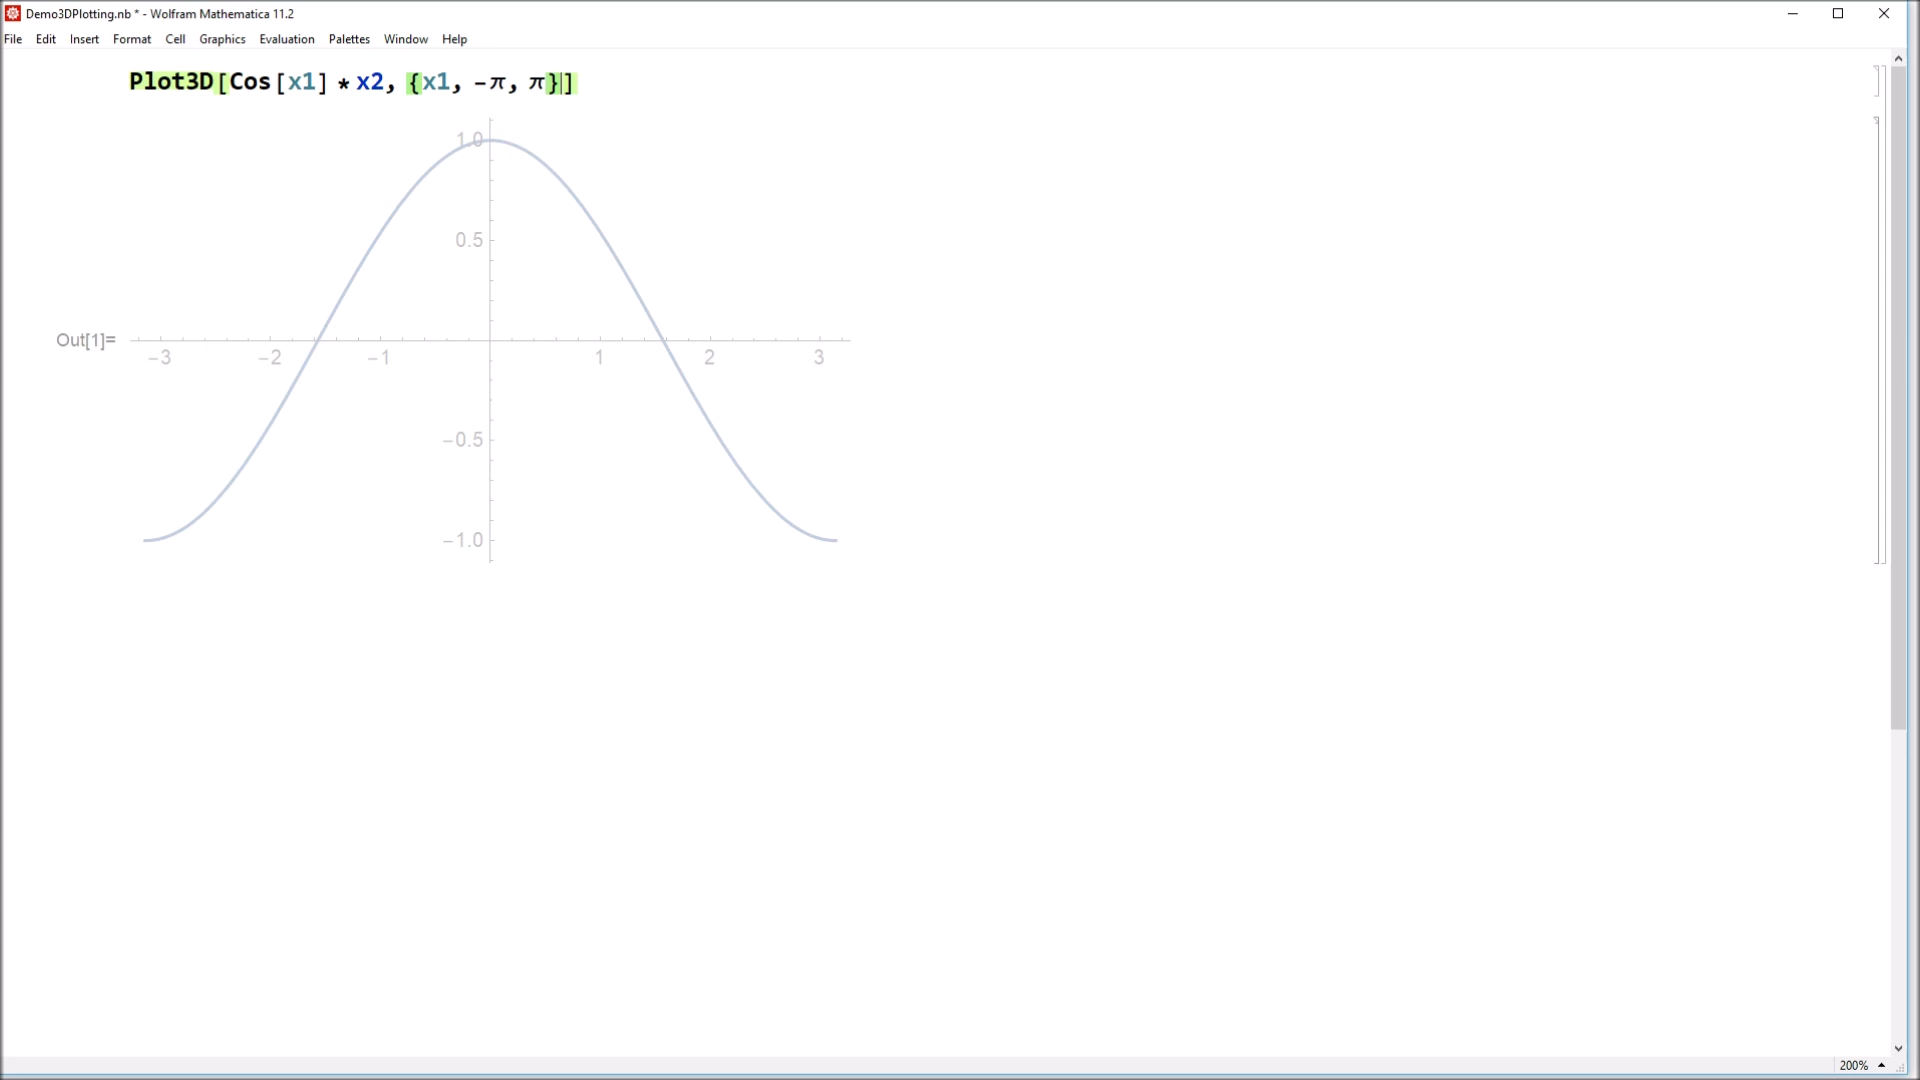 Demo3DPlotting.nb * - Wolfram Mathematica 11.2
File Edit Insert Format Cell Graphics Evaluation Palettes Window Help
Plot3D[Cos[x1] * x2, {x1, -π, π}]
1.0
0.5
Out[1]=
-3 -2 -1 1 2 3
-0.5
-1.0
200%